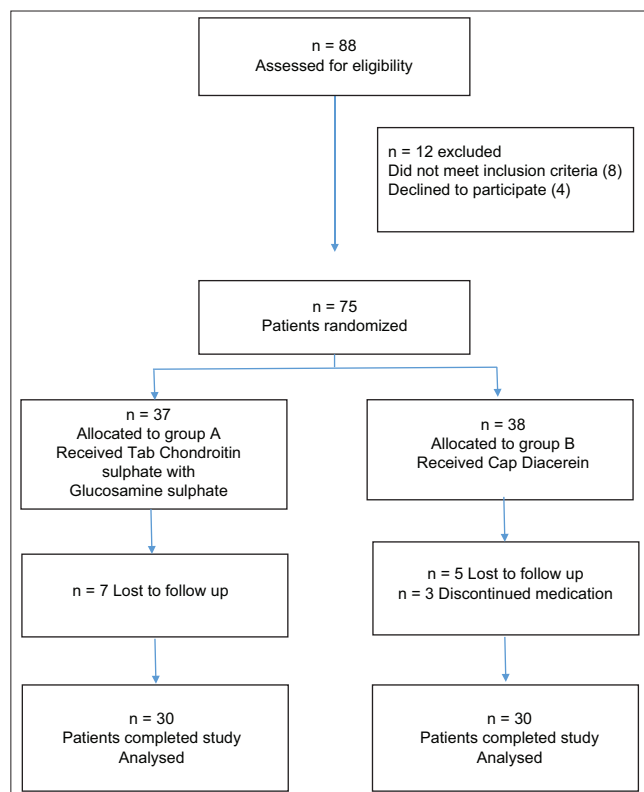 n = 88
Assessed for eligibility
n = 12 excluded
Did not meet inclusion criteria (8)
Declined to participate (4)
n = 75
Patients randomized
n = 37
Allocated to group A
Received Tab Chondroitin
sulphate with
Glucosamine sulphate
n = 38
Allocated to group B
Received Cap Diacerein
n = 7 Lost to follow up
n = 5 Lost to follow up
n = 3 Discontinued medication
n = 30
Patients completed study
Analysed
n = 30
Patients completed study
Analysed